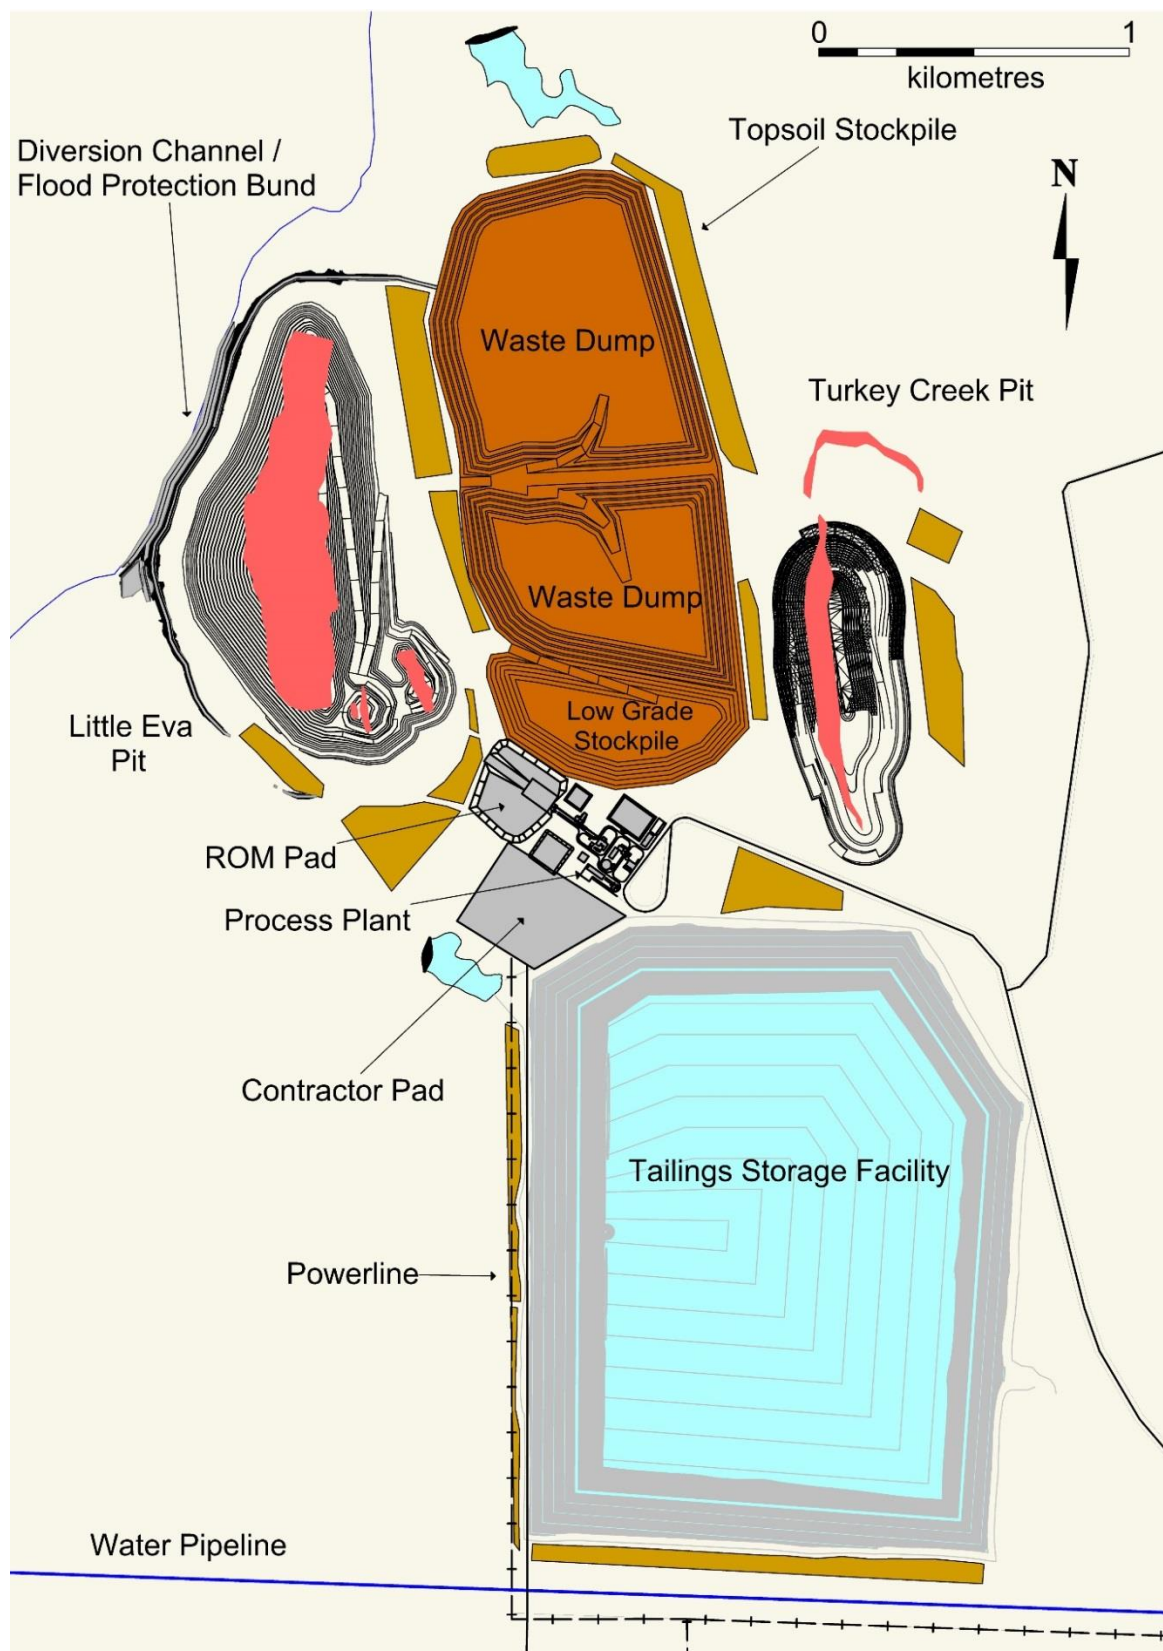 0 1
kilometres
Topsoil Stockpile
Diversion Channel /
Flood Protection Bund
N
Waste Dump
Turkey Creek Pit
Waste Dump
Little Eva
Pit
Low Grade
Stockpile
ROM Pad
Process Plant
Contractor Pad
Tailings Storage Facility
Powerline
Water Pipeline